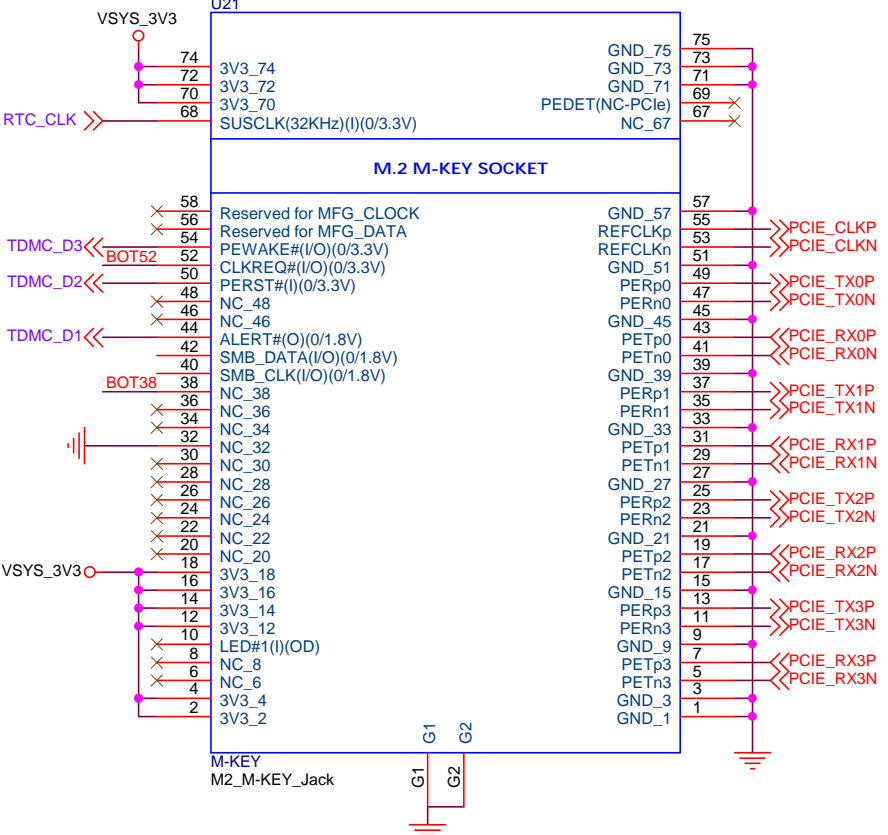 U21
VSYS_3V3
74 3V3_74
72 3V3_72
70 3V3_70
RTC_CLK 68 SUSCLK(32KHz)(I)(0/3.3V)
GND_75 75
GND_73 73
GND_71 71
PEDET(NC-PCIe) 69
NC_67 67
M.2 M-KEY SOCKET
58 Reserved for MFG_CLOCK
56 Reserved for MFG_DATA
TDMC_D3 54 PEWAKE#(I/O)(0/3.3V)
BOT52 52 CLKREQ#(I/O)(0/3.3V)
TDMC_D2 50 PERST#(I)(0/3.3V)
48 NC_48
46 NC_46
TDMC_D1 44 ALERT#(O)(0/1.8V)
42 SMB_DATA(I/O)(0/1.8V)
40 SMB_CLK(I/O)(0/1.8V)
BOT38 38 NC_38
36 NC_36
34 NC_34
32 NC_32
30 NC_30
28 NC_28
26 NC_26
24 NC_24
22 NC_22
20 NC_20
VSYS_3V3 18 3V3_18
16 3V3_16
14 3V3_14
12 3V3_12
10 LED#1(I)(OD)
8 NC_8
6 NC_6
4 3V3_4
2 3V3_2
GND_57 57
REFCLKp 55 PCIE_CLKP
REFCLKn 53 PCIE_CLKN
GND_51 51
PERp0 49 PCIE_TX0P
PERn0 47 PCIE_TX0N
GND_45 45
PETp0 43 PCIE_RX0P
PETn0 41 PCIE_RX0N
GND_39 39
PERp1 37 PCIE_TX1P
PERn1 35 PCIE_TX1N
GND_33 33
PETp1 31 PCIE_RX1P
PETn1 29 PCIE_RX1N
GND_27 27
PERp2 25 PCIE_TX2P
PERn2 23 PCIE_TX2N
GND_21 21
PETp2 19 PCIE_RX2P
PETn2 17 PCIE_RX2N
GND_15 15
PERp3 13 PCIE_TX3P
PERn3 11 PCIE_TX3N
GND_9 9
PETp3 7 PCIE_RX3P
PETn3 5 PCIE_RX3N
GND_3 3
GND_1 1
G1 G2
G1 G2
M-KEY
M2_M-KEY_Jack